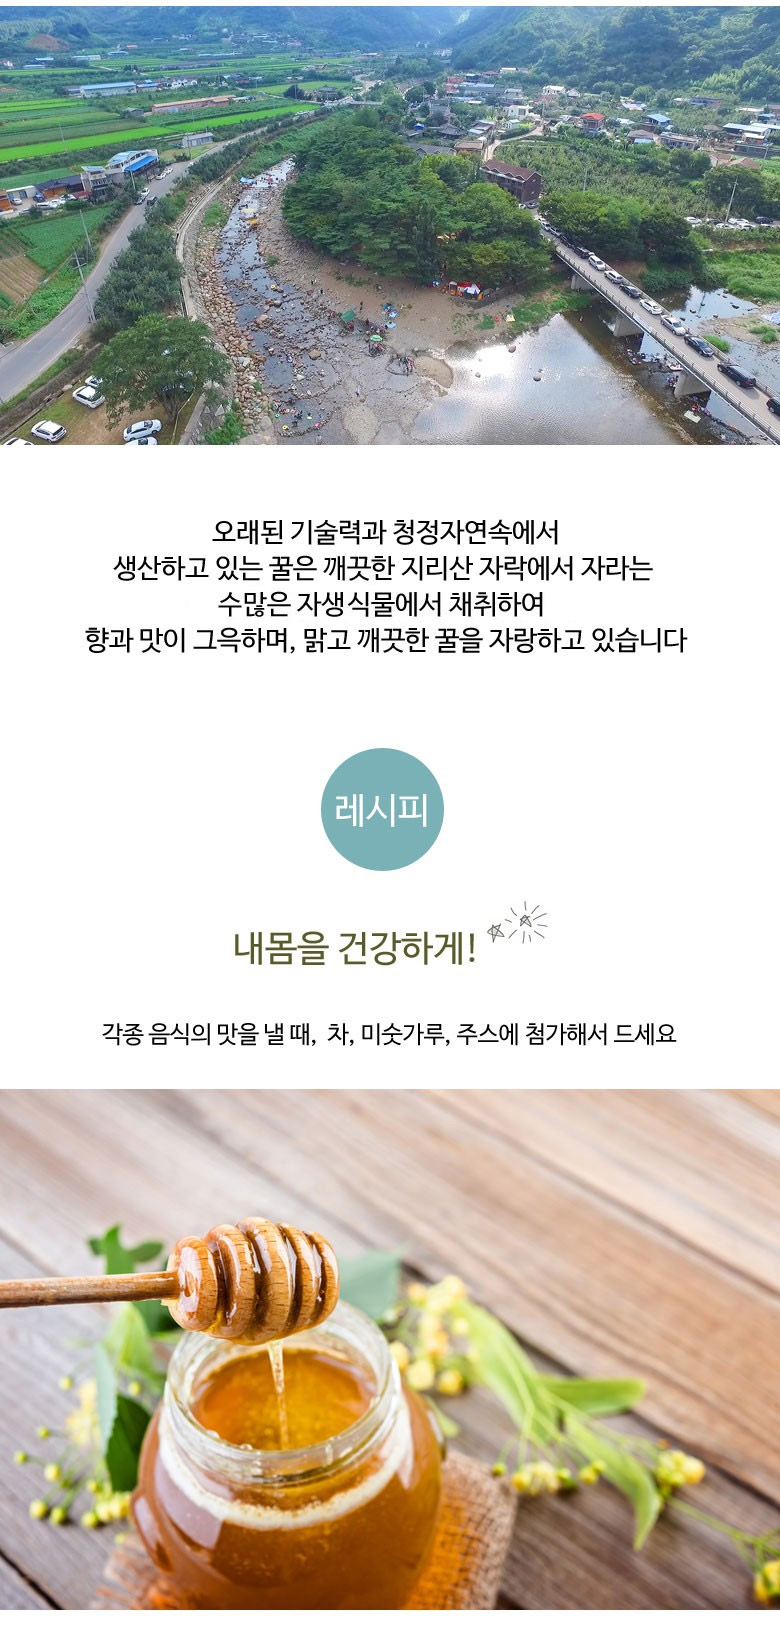 오래된 기술력과 청정자연속에서
생산하고 있는 꿀은 깨끗한 지리산 자락에서 자라는
수많은 자생식물에서 채취하여
향과 맛이 그윽하며, 맑고 깨끗한 꿀을 자랑하고 있습니다
레시피
내몸을 건강하게!
각종 음식의 맛을 낼 때,  차, 미숫가루, 주스에 첨가해서 드세요